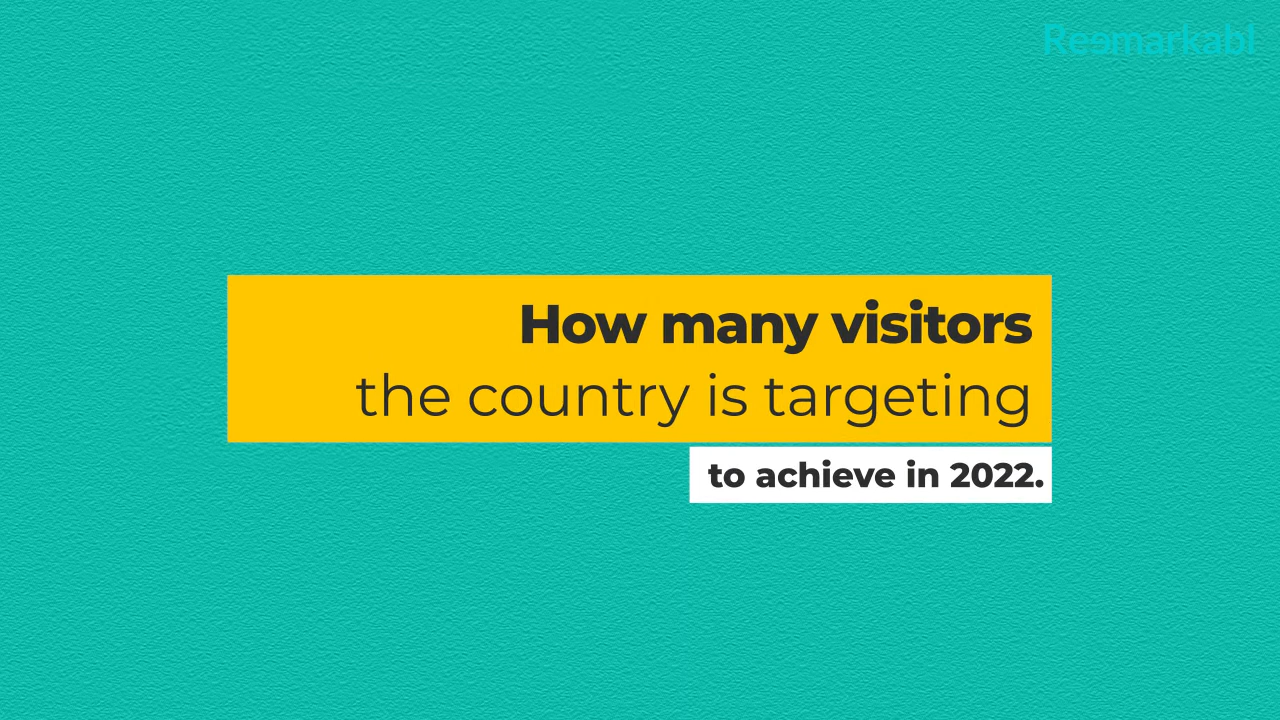 Reemarkabl
How many visitors
the country is targeting
to achieve in 2022.